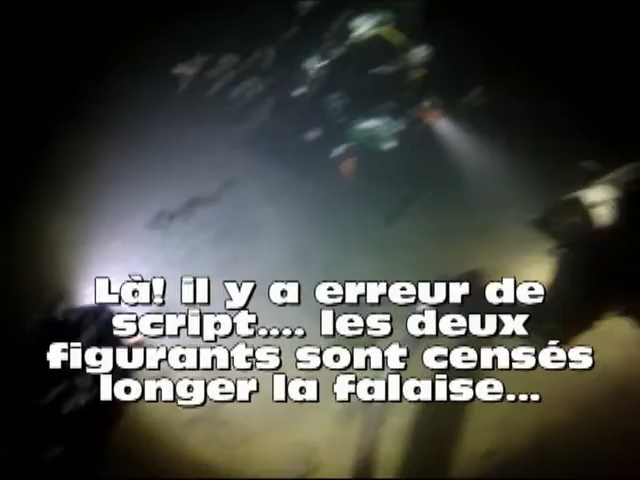 Là! il y a erreur de
script.... les deux
figurants sont censés
longer la falaise...